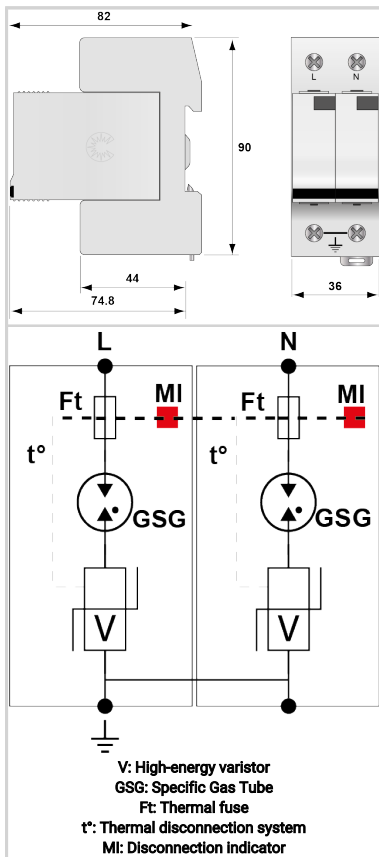 82
90
44
74.8
L N
36
L N
Ft MI Ft MI
t° t°
GSG GSG
V V
V: High-energy varistor
GSG: Specific Gas Tube
Ft: Thermal fuse
t°: Thermal disconnection system
MI: Disconnection indicator